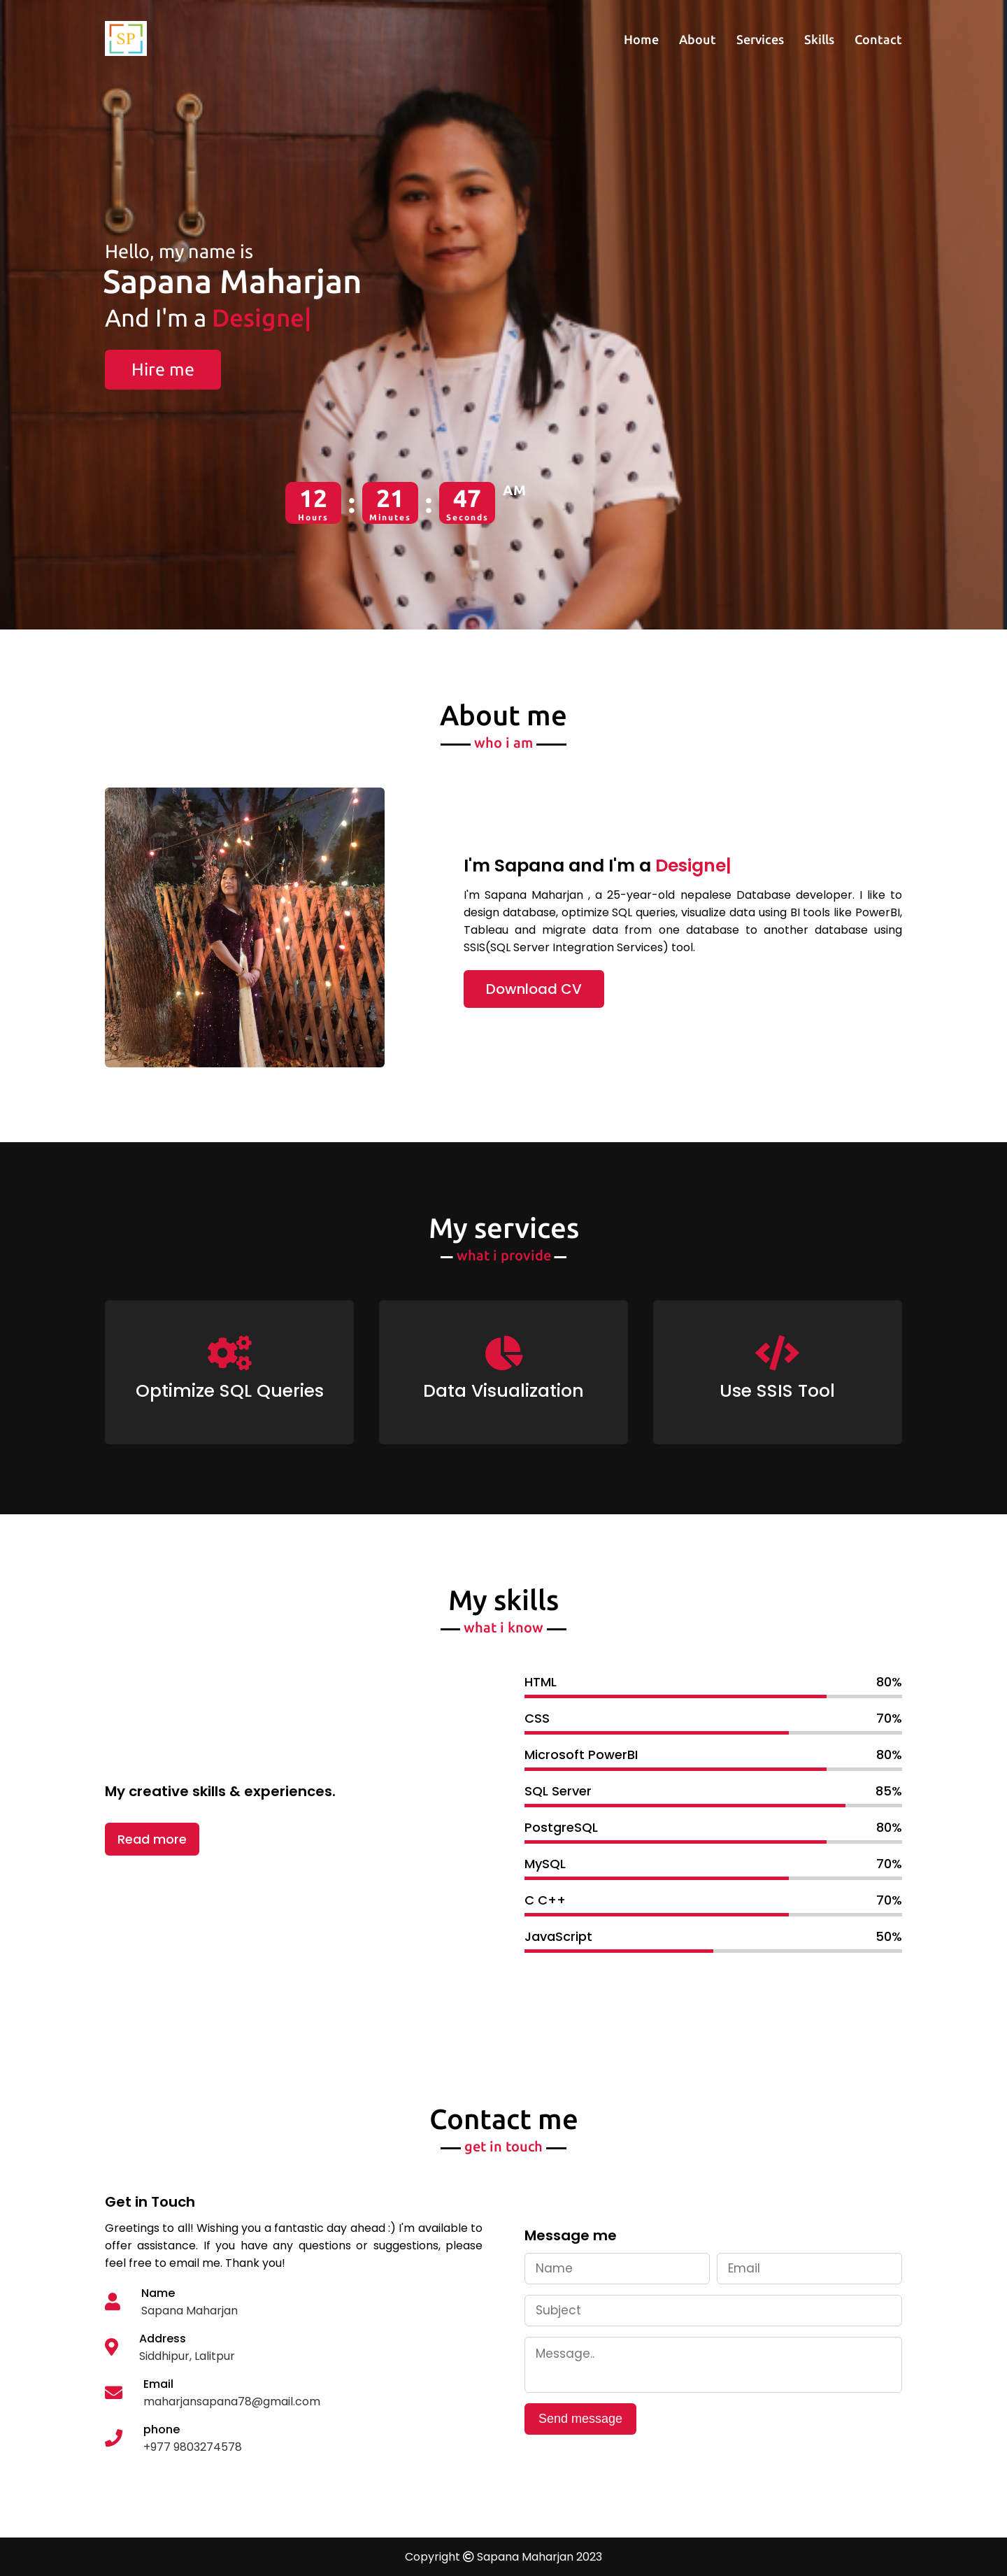 SP
Home About Services Skills Contact
Hello, my name is
Sapana Maharjan
And I'm a Designe|
Hire me
12 : 21 : 47 AM
Hours Minutes Seconds
About me
who i am
I'm Sapana and I'm a Designe|
I'm Sapana Maharjan , a 25-year-old nepalese Database developer. I like to
design database, optimize SQL queries, visualize data using BI tools like PowerBI,
Tableau and migrate data from one database to another database using
SSIS(SQL Server Integration Services) tool.
Download CV
My services
what i provide
Optimize SQL Queries
Data Visualization
Use SSIS Tool
My skills
what i know
My creative skills & experiences.
Read more
HTML 80%
CSS 70%
Microsoft PowerBI 80%
SQL Server 85%
PostgreSQL 80%
MySQL 70%
C C++ 70%
JavaScript 50%
Contact me
get in touch
Get in Touch
Greetings to all! Wishing you a fantastic day ahead :) I'm available to
offer assistance. If you have any questions or suggestions, please
feel free to email me. Thank you!
Name
Sapana Maharjan
Address
Siddhipur, Lalitpur
Email
maharjansapana78@gmail.com
phone
+977 9803274578
Message me
Name
Email
Subject
Message..
Send message
Copyright © Sapana Maharjan 2023